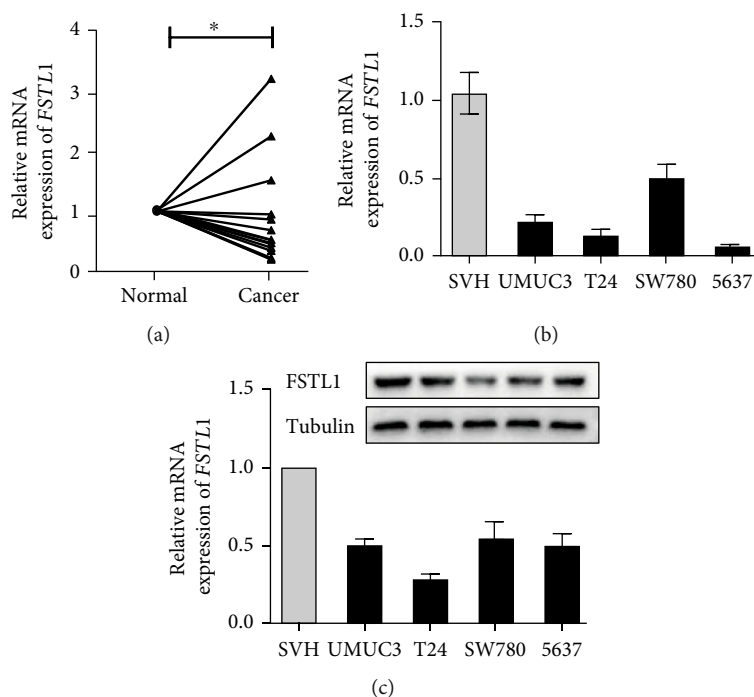 Relative mRNA
expression of FSTL1
4
3
2
1
0
*
Normal
Cancer
(a)
Relative mRNA
expression of FSTL1
1.5
1.0
0.5
0.0
SVH
UMUC3
T24
SW780
5637
(b)
Relative mRNA
expression of FSTL1
1.5
1.0
0.5
0.0
FSTL1
Tubulin
SVH
UMUC3
T24
SW780
5637
(c)